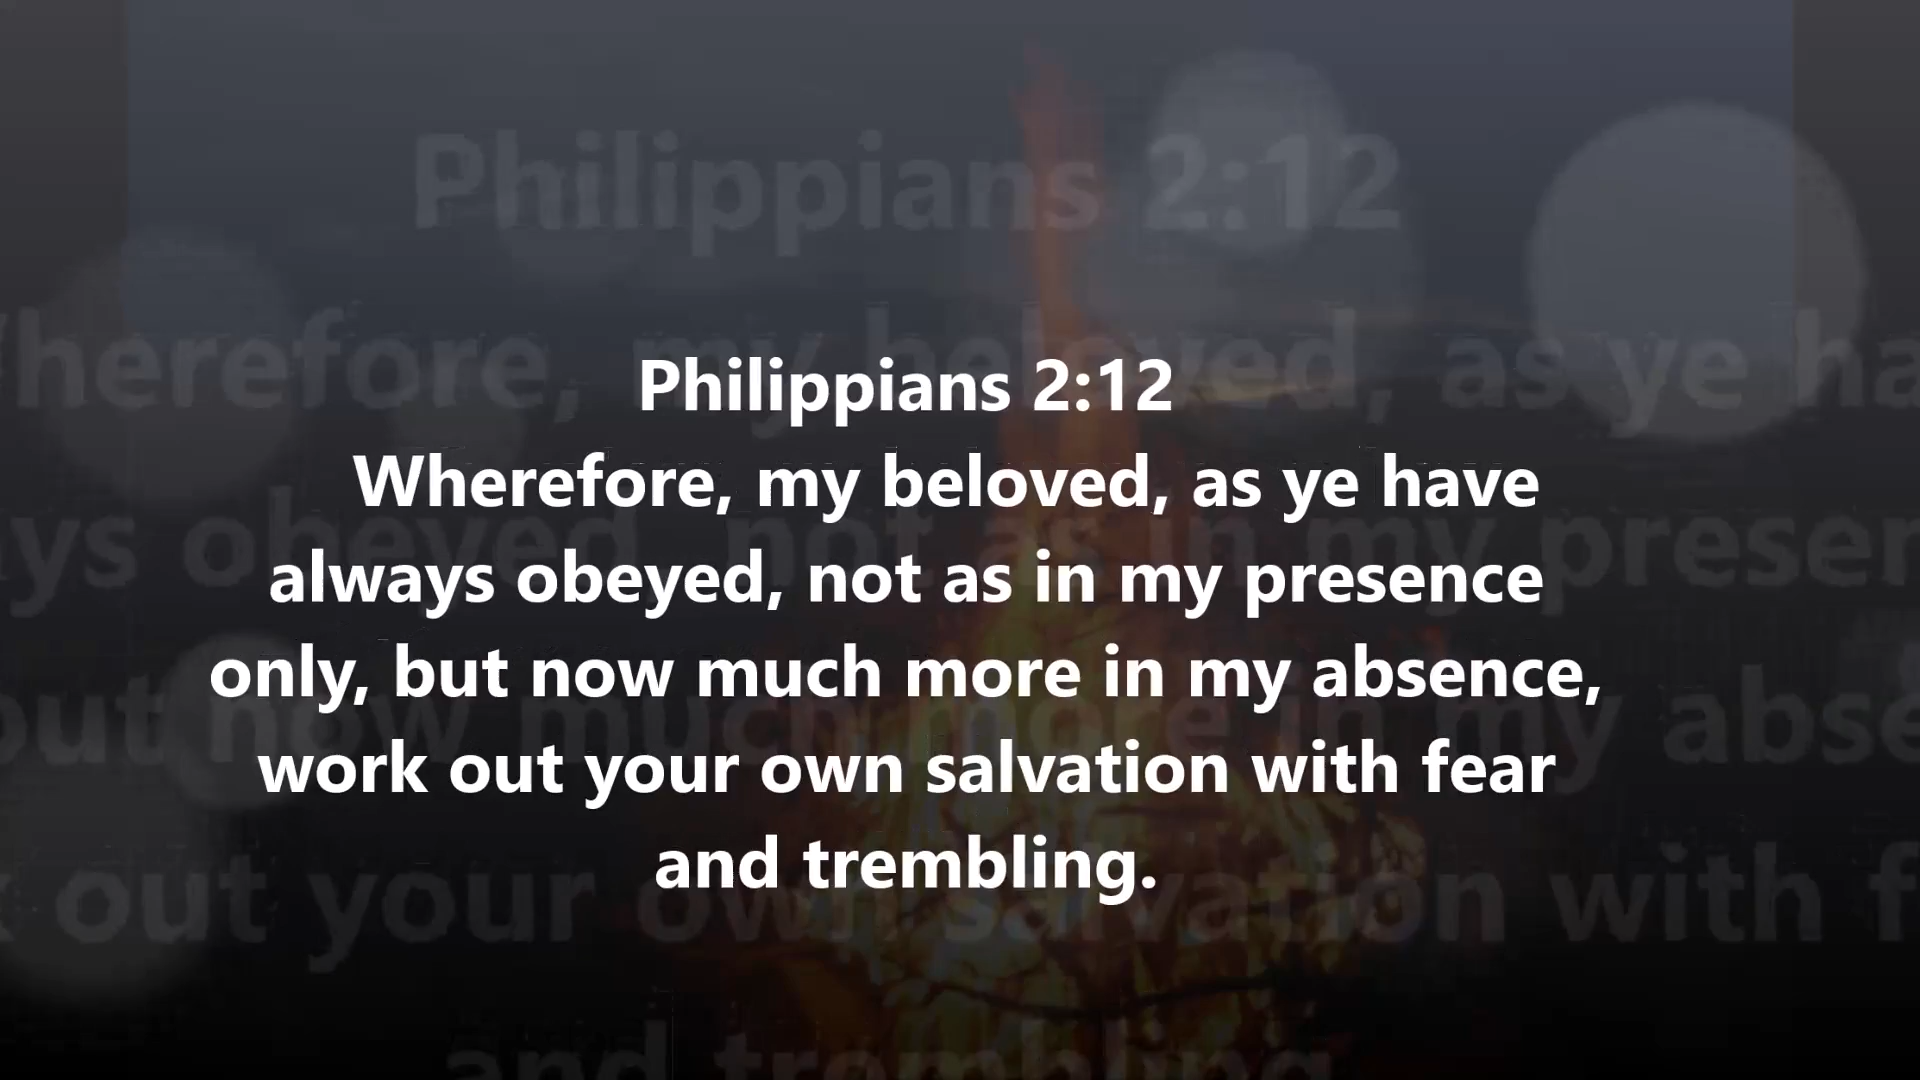 Philippians 2:12
Wherefore, my beloved, as ye have
always obeyed, not as in my presence
only, but now much more in my absence,
work out your own salvation with fear
and trembling.